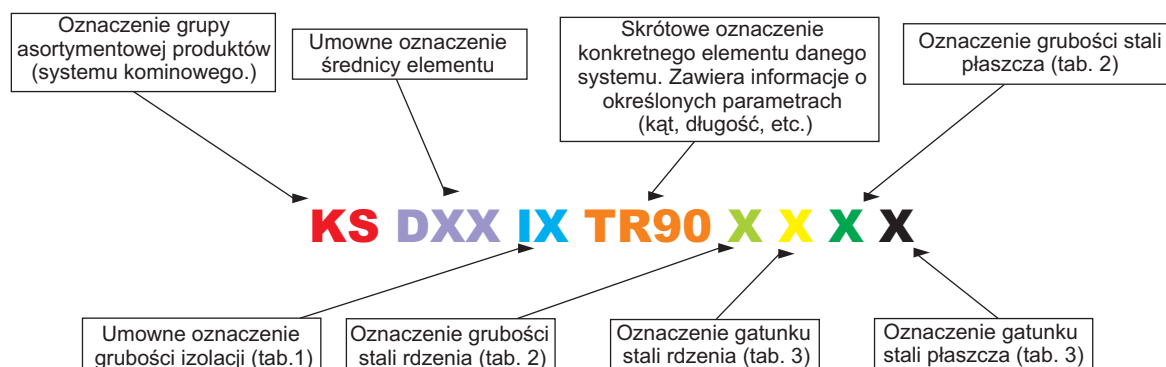 Oznaczenie grupy
asortymentowej produktów
(systemu kominowego.)
Umowne oznaczenie
średnicy elementu
Skrótowe oznaczenie
konkretnego elementu danego
systemu. Zawiera informacje o
określonych parametrach
(kąt, długość, etc.)
Oznaczenie grubości stali
płaszcza (tab. 2)
KS DXX IX TR90 X X X X
Umowne oznaczenie
grubości izolacji (tab.1)
Oznaczenie grubości
stali rdzenia (tab. 2)
Oznaczenie gatunku
stali rdzenia (tab. 3)
Oznaczenie gatunku
stali płaszcza (tab. 3)